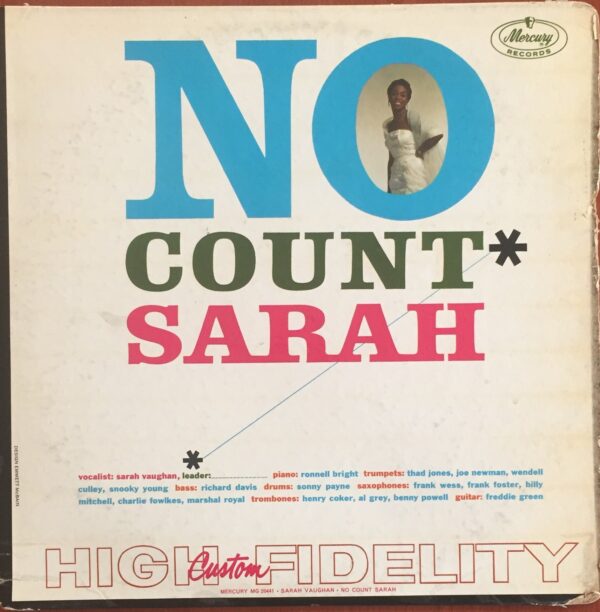 NO
Mercury
RECORDS
COUNT*
SARAH
*
vocalist: sarah vaughan, leader:.................... piano: ronnell bright trumpets: thad jones, joe newman, wendell
culley, snooky young bass: richard davis drums: sonny payne saxophones: frank wess, frank foster, billy
mitchell, charlie fowlkes, marshal royal trombones: henry coker, al grey, benny powell guitar: freddie green
DESIGN EMMETT McBAIN
HIGH Custom FIDELITY
MERCURY MG 20441 • SARAH VAUGHAN • NO COUNT SARAH